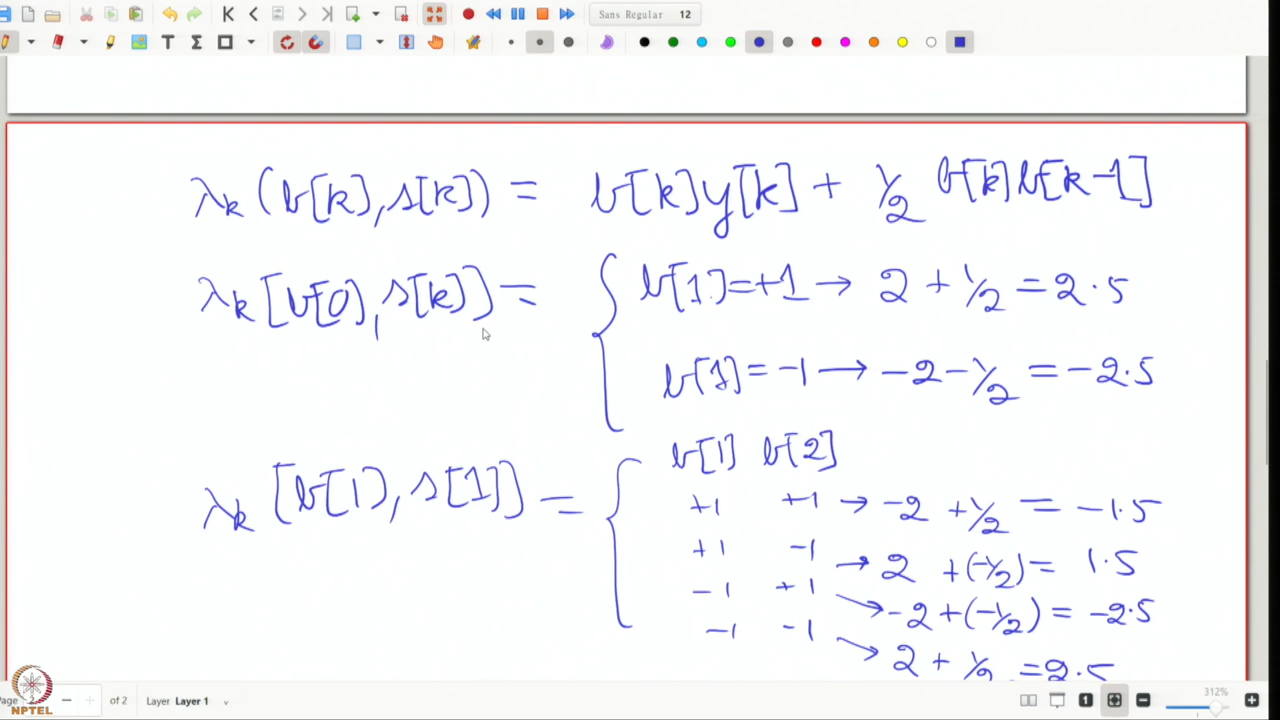 Sans Regular 12
λk (b[k], s[k]) = b[k]y[k] + 1/2 b[k]b[k-1]
λk [b[0], s[k]] = { b[1]=+1 → 2 + 1/2 = 2.5
b[1] = -1 → -2 - 1/2 = -2.5
λk [b[1], s[1]] = { b[1] b[2]
+1 +1 → -2 + 1/2 = -1.5
+1 -1 → 2 + (-1/2) = 1.5
-1 +1 → -2 + (-1/2) = -2.5
-1 -1 → 2 + 1/2 = 2.5
NPTEL
Page 2 of 2 Layer Layer 1 312%